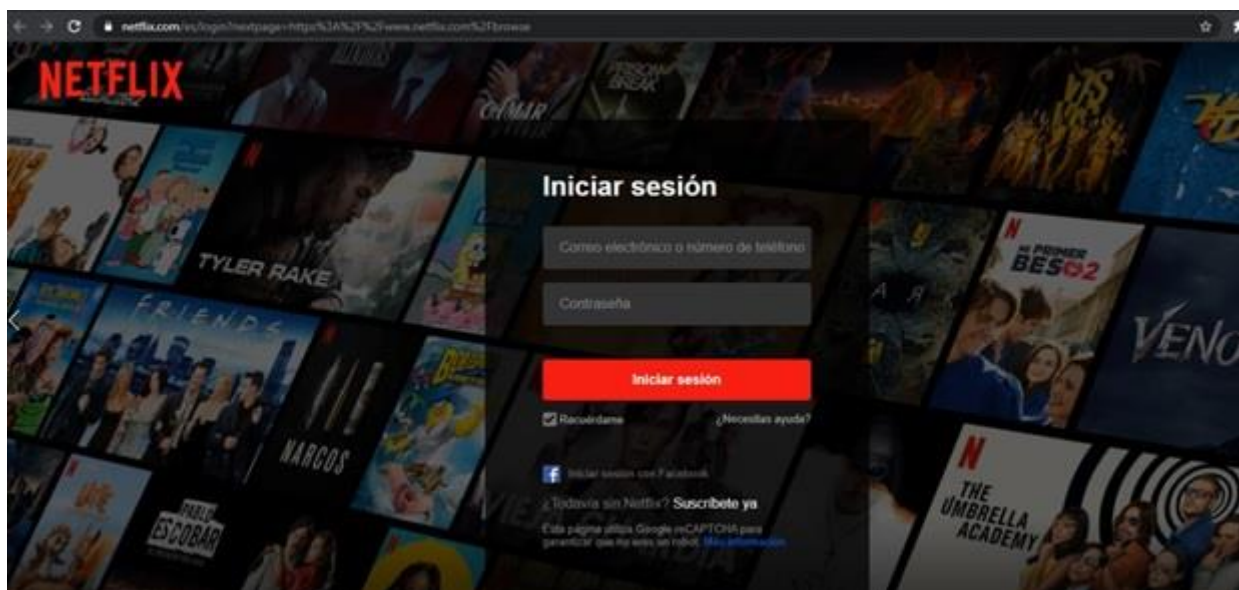 netflix.com/es/login?nextpage=https%3A%2F%2Fwww.netflix.com%2Fbrowse
NETFLIX
Iniciar sesión
Correo electrónico o número de teléfono
Contraseña
Iniciar sesión
Recuérdame
¿Necesitas ayuda?
Iniciar sesión con Facebook
¿Todavía sin Netflix? Suscríbete ya
Esta página utiliza Google reCAPTCHA para
garantizar que no eres un robot. Más información
TYLER RAKE
FRIENDS
NARCOS
PABLO
ESCOBAR
MI PRIMER
BESO2
VENO
THE
UMBRELLA
ACADEMY